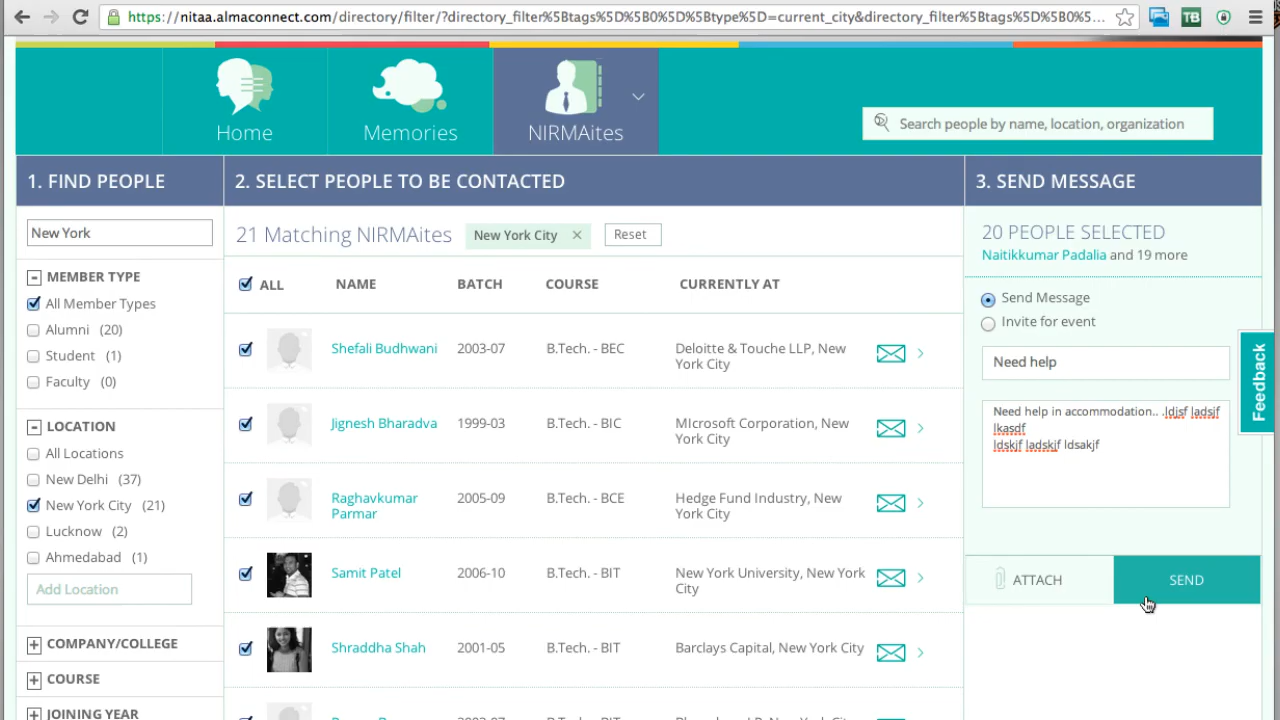 https://nitaa.almaconnect.com/directory/filter/?directory_filter%5Btags%5D%5B0%5D%5Btype%5D=current_city&directory_filter%5Btags%5D%5B0%5...
TB
Home
Memories
NIRMAites
Search people by name, location, organization
1. FIND PEOPLE
New York
MEMBER TYPE
All Member Types
Alumni (20)
Student (1)
Faculty (0)
LOCATION
All Locations
New Delhi (37)
New York City (21)
Lucknow (2)
Ahmedabad (1)
Add Location
COMPANY/COLLEGE
COURSE
JOINING YEAR
2. SELECT PEOPLE TO BE CONTACTED
21 Matching NIRMAites New York City × Reset
ALL NAME BATCH COURSE CURRENTLY AT
Shefali Budhwani 2003-07 B.Tech. - BEC Deloitte & Touche LLP, New
York City
Jignesh Bharadva 1999-03 B.Tech. - BIC MIcrosoft Corporation, New
York City
Raghavkumar 2005-09 B.Tech. - BCE Hedge Fund Industry, New
Parmar York City
Samit Patel 2006-10 B.Tech. - BIT New York University, New York
City
Shraddha Shah 2001-05 B.Tech. - BIT Barclays Capital, New York City
3. SEND MESSAGE
20 PEOPLE SELECTED
Naitikkumar Padalia and 19 more
Send Message
Invite for event
Need help
Need help in accommodation.. .ldjsf ladsjf
lkasdf
ldskjf ladskjf ldsakjf
ATTACH SEND
Feedback